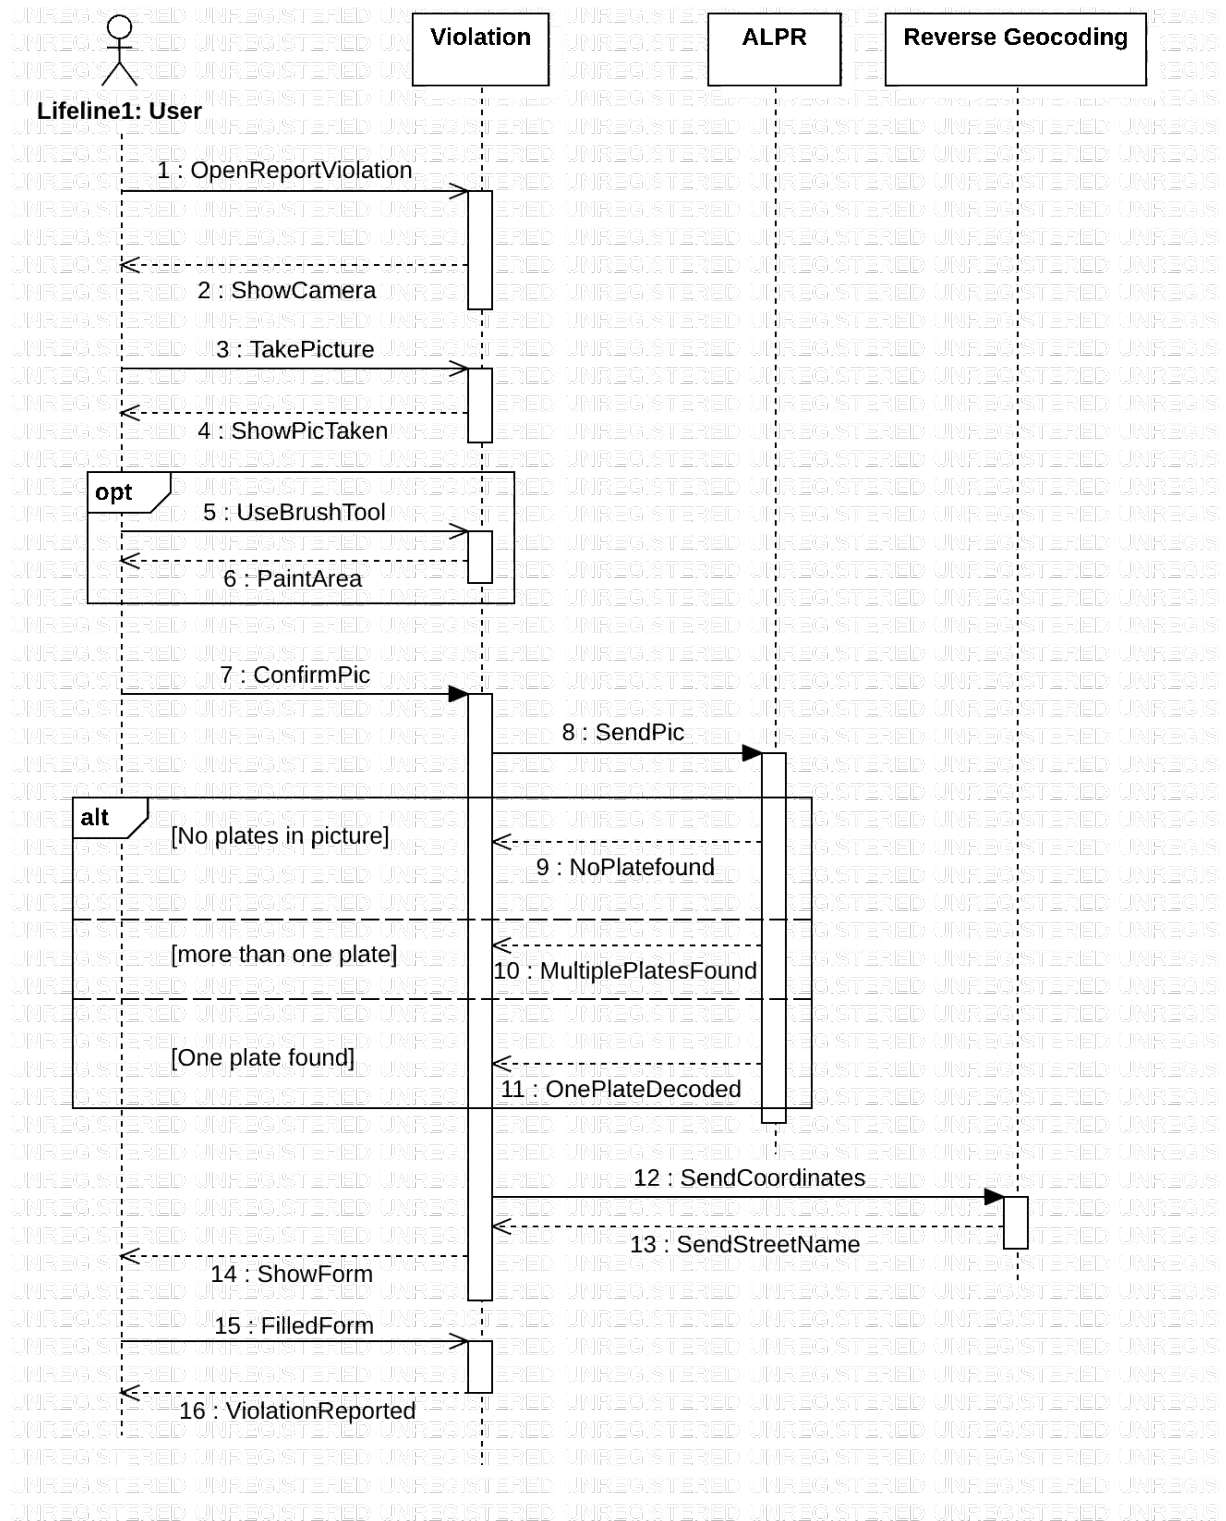 Violation
ALPR
Reverse Geocoding
Lifeline1: User
1 : OpenReportViolation
2 : ShowCamera
3 : TakePicture
4 : ShowPicTaken
opt
5 : UseBrushTool
6 : PaintArea
7 : ConfirmPic
8 : SendPic
alt
[No plates in picture]
9 : NoPlatefound
[more than one plate]
10 : MultiplePlatesFound
[One plate found]
11 : OnePlateDecoded
12 : SendCoordinates
13 : SendStreetName
14 : ShowForm
15 : FilledForm
16 : ViolationReported
UNREGISTERED